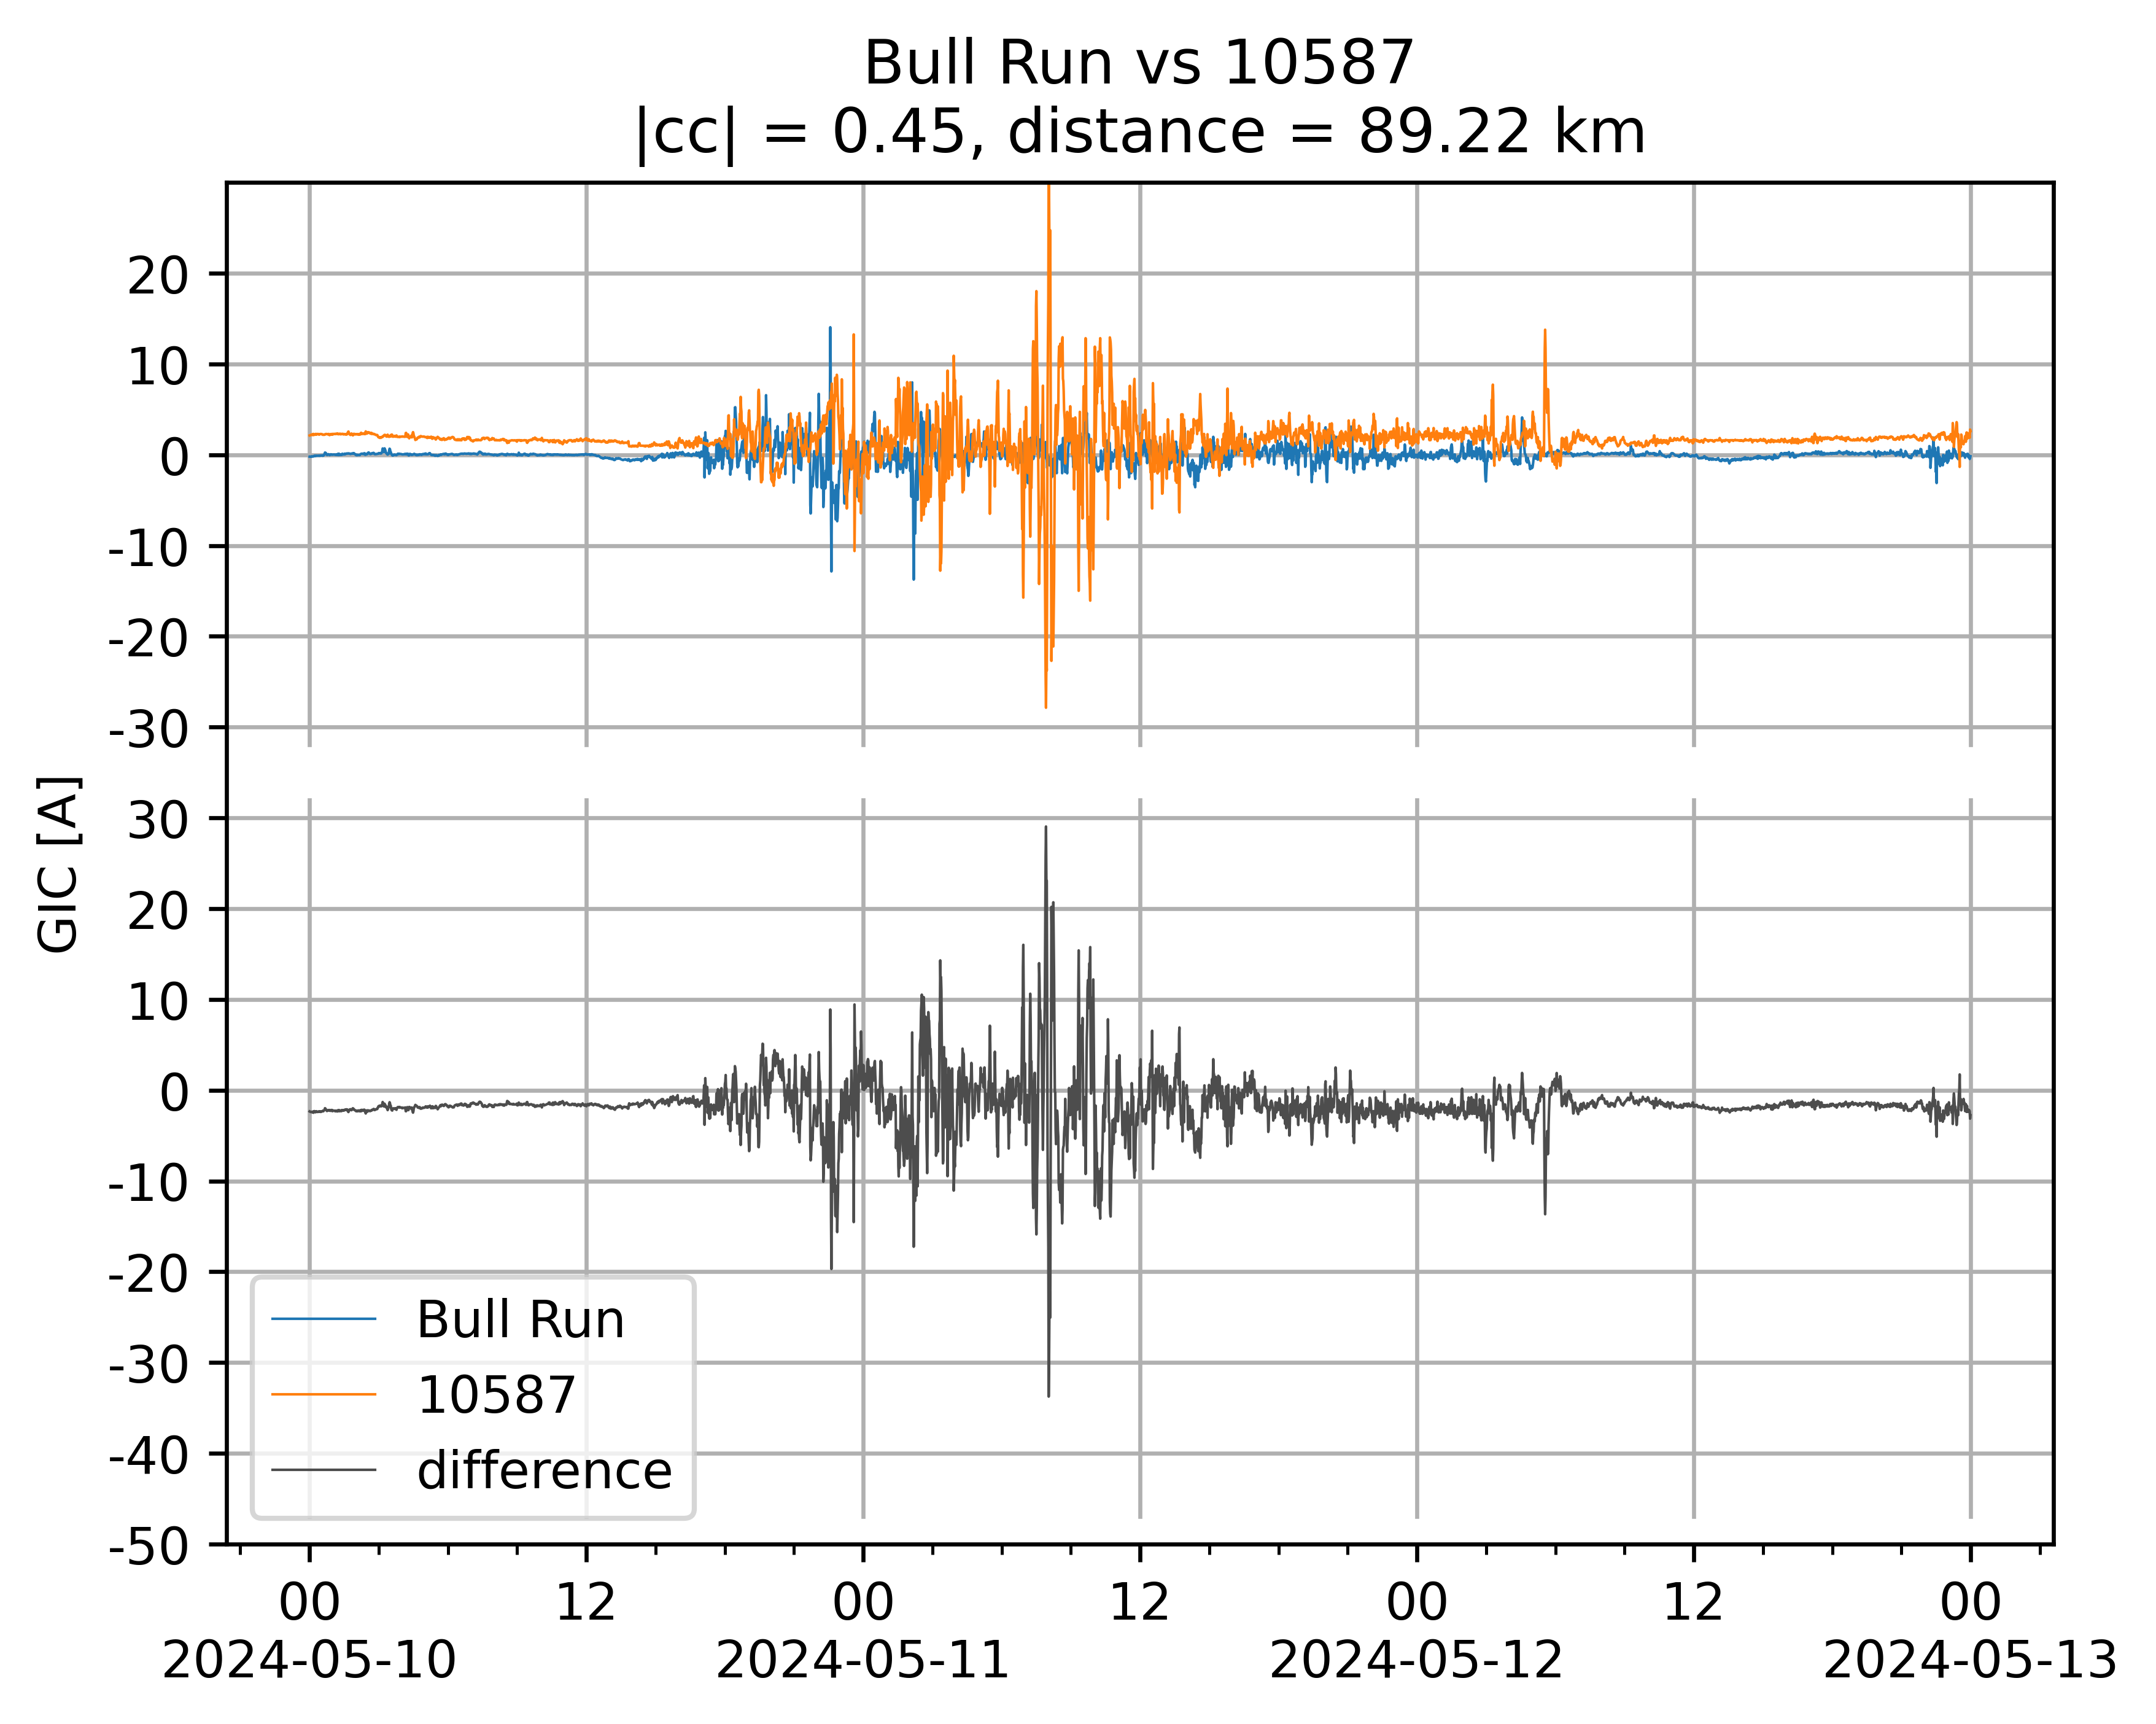 Bull Run vs 10587
|cc| = 0.45, distance = 89.22 km
20
10
0
-10
-20
-30
30
20
10
0
-10
-20
-30
-40
-50
GIC [A]
Bull Run
10587
difference
00 12 00 12 00 12 00
2024-05-10 2024-05-11 2024-05-12 2024-05-13